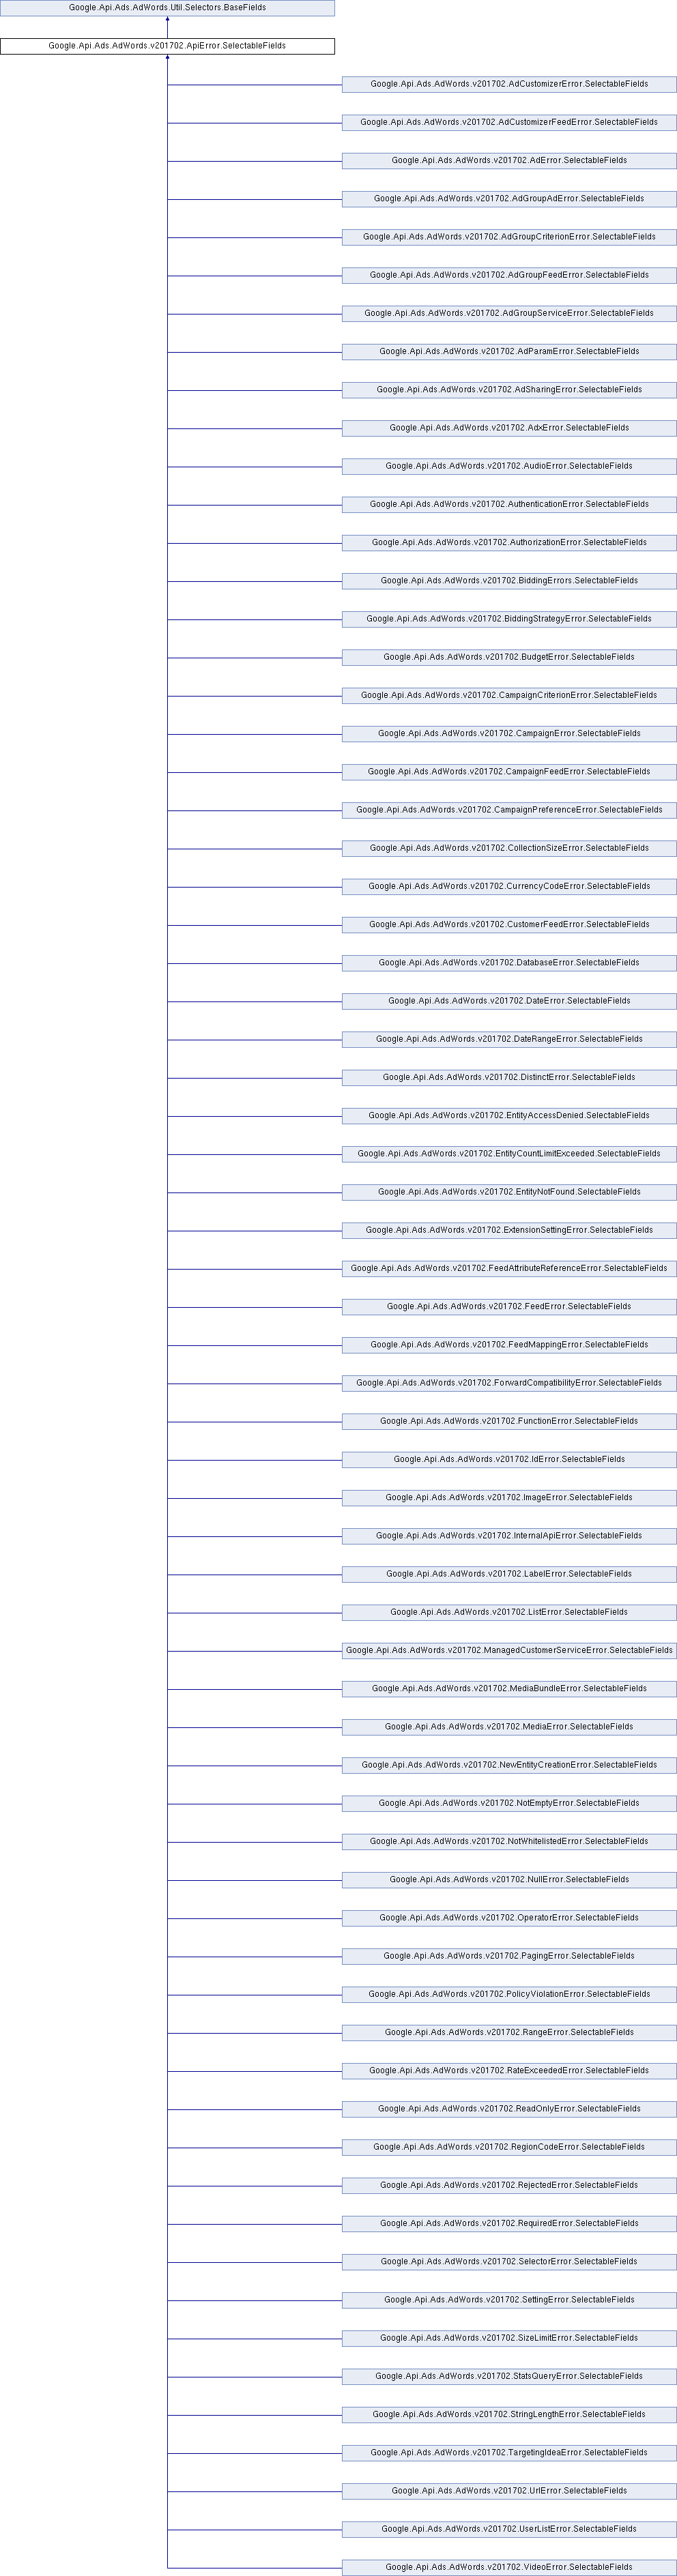 Google.Api.Ads.AdWords.Util.Selectors.BaseFields
Google.Api.Ads.AdWords.v201702.ApiError.SelectableFields
Google.Api.Ads.AdWords.v201702.AdCustomizerError.SelectableFields
Google.Api.Ads.AdWords.v201702.AdCustomizerFeedError.SelectableFields
Google.Api.Ads.AdWords.v201702.AdError.SelectableFields
Google.Api.Ads.AdWords.v201702.AdGroupAdError.SelectableFields
Google.Api.Ads.AdWords.v201702.AdGroupCriterionError.SelectableFields
Google.Api.Ads.AdWords.v201702.AdGroupFeedError.SelectableFields
Google.Api.Ads.AdWords.v201702.AdGroupServiceError.SelectableFields
Google.Api.Ads.AdWords.v201702.AdParamError.SelectableFields
Google.Api.Ads.AdWords.v201702.AdSharingError.SelectableFields
Google.Api.Ads.AdWords.v201702.AdxError.SelectableFields
Google.Api.Ads.AdWords.v201702.AudioError.SelectableFields
Google.Api.Ads.AdWords.v201702.AuthenticationError.SelectableFields
Google.Api.Ads.AdWords.v201702.AuthorizationError.SelectableFields
Google.Api.Ads.AdWords.v201702.BiddingErrors.SelectableFields
Google.Api.Ads.AdWords.v201702.BiddingStrategyError.SelectableFields
Google.Api.Ads.AdWords.v201702.BudgetError.SelectableFields
Google.Api.Ads.AdWords.v201702.CampaignCriterionError.SelectableFields
Google.Api.Ads.AdWords.v201702.CampaignError.SelectableFields
Google.Api.Ads.AdWords.v201702.CampaignFeedError.SelectableFields
Google.Api.Ads.AdWords.v201702.CampaignPreferenceError.SelectableFields
Google.Api.Ads.AdWords.v201702.CollectionSizeError.SelectableFields
Google.Api.Ads.AdWords.v201702.CurrencyCodeError.SelectableFields
Google.Api.Ads.AdWords.v201702.CustomerFeedError.SelectableFields
Google.Api.Ads.AdWords.v201702.DatabaseError.SelectableFields
Google.Api.Ads.AdWords.v201702.DateError.SelectableFields
Google.Api.Ads.AdWords.v201702.DateRangeError.SelectableFields
Google.Api.Ads.AdWords.v201702.DistinctError.SelectableFields
Google.Api.Ads.AdWords.v201702.EntityAccessDenied.SelectableFields
Google.Api.Ads.AdWords.v201702.EntityCountLimitExceeded.SelectableFields
Google.Api.Ads.AdWords.v201702.EntityNotFound.SelectableFields
Google.Api.Ads.AdWords.v201702.ExtensionSettingError.SelectableFields
Google.Api.Ads.AdWords.v201702.FeedAttributeReferenceError.SelectableFields
Google.Api.Ads.AdWords.v201702.FeedError.SelectableFields
Google.Api.Ads.AdWords.v201702.FeedMappingError.SelectableFields
Google.Api.Ads.AdWords.v201702.ForwardCompatibilityError.SelectableFields
Google.Api.Ads.AdWords.v201702.FunctionError.SelectableFields
Google.Api.Ads.AdWords.v201702.IdError.SelectableFields
Google.Api.Ads.AdWords.v201702.ImageError.SelectableFields
Google.Api.Ads.AdWords.v201702.InternalApiError.SelectableFields
Google.Api.Ads.AdWords.v201702.LabelError.SelectableFields
Google.Api.Ads.AdWords.v201702.ListError.SelectableFields
Google.Api.Ads.AdWords.v201702.ManagedCustomerServiceError.SelectableFields
Google.Api.Ads.AdWords.v201702.MediaBundleError.SelectableFields
Google.Api.Ads.AdWords.v201702.MediaError.SelectableFields
Google.Api.Ads.AdWords.v201702.NewEntityCreationError.SelectableFields
Google.Api.Ads.AdWords.v201702.NotEmptyError.SelectableFields
Google.Api.Ads.AdWords.v201702.NotWhitelistedError.SelectableFields
Google.Api.Ads.AdWords.v201702.NullError.SelectableFields
Google.Api.Ads.AdWords.v201702.OperatorError.SelectableFields
Google.Api.Ads.AdWords.v201702.PagingError.SelectableFields
Google.Api.Ads.AdWords.v201702.PolicyViolationError.SelectableFields
Google.Api.Ads.AdWords.v201702.RangeError.SelectableFields
Google.Api.Ads.AdWords.v201702.RateExceededError.SelectableFields
Google.Api.Ads.AdWords.v201702.ReadOnlyError.SelectableFields
Google.Api.Ads.AdWords.v201702.RegionCodeError.SelectableFields
Google.Api.Ads.AdWords.v201702.RejectedError.SelectableFields
Google.Api.Ads.AdWords.v201702.RequiredError.SelectableFields
Google.Api.Ads.AdWords.v201702.SelectorError.SelectableFields
Google.Api.Ads.AdWords.v201702.SettingError.SelectableFields
Google.Api.Ads.AdWords.v201702.SizeLimitError.SelectableFields
Google.Api.Ads.AdWords.v201702.StatsQueryError.SelectableFields
Google.Api.Ads.AdWords.v201702.StringLengthError.SelectableFields
Google.Api.Ads.AdWords.v201702.TargetingIdeaError.SelectableFields
Google.Api.Ads.AdWords.v201702.UrlError.SelectableFields
Google.Api.Ads.AdWords.v201702.UserListError.SelectableFields
Google.Api.Ads.AdWords.v201702.VideoError.SelectableFields